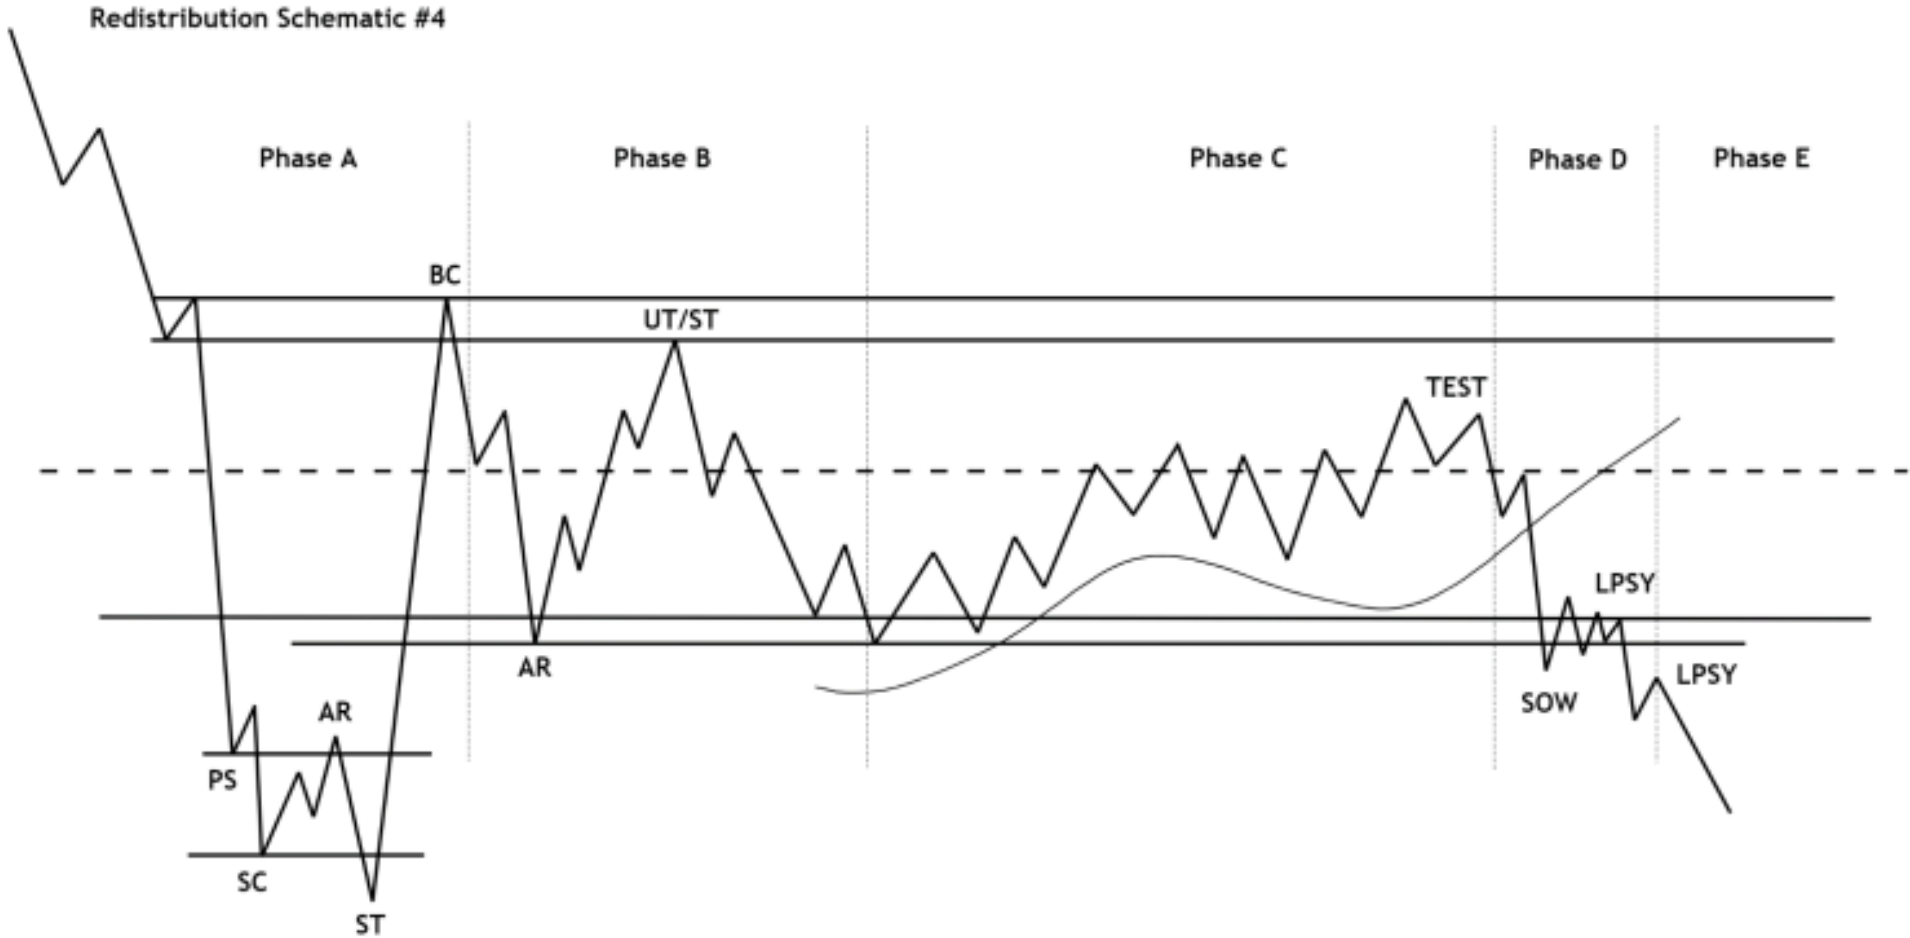 Redistribution Schematic #4
Phase A
Phase B
Phase C
Phase D
Phase E
BC
UT/ST
TEST
LPSY
AR
LPSY
SOW
AR
PS
SC
ST